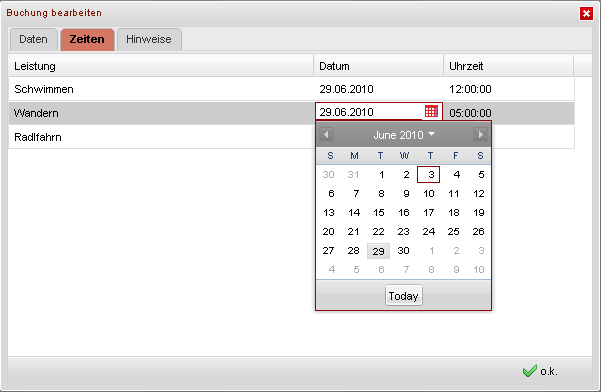 Buchung bearbeiten
Daten Zeiten Hinweise
Leistung Datum Uhrzeit
Schwimmen 29.06.2010 12:00:00
Wandern 29.06.2010 05:00:00
Radlfahrn
June 2010
S M T W T F S
30 31 1 2 3 4 5
6 7 8 9 10 11 12
13 14 15 16 17 18 19
20 21 22 23 24 25 26
27 28 29 30 1 2 3
4 5 6 7 8 9 10
Today
o.k.